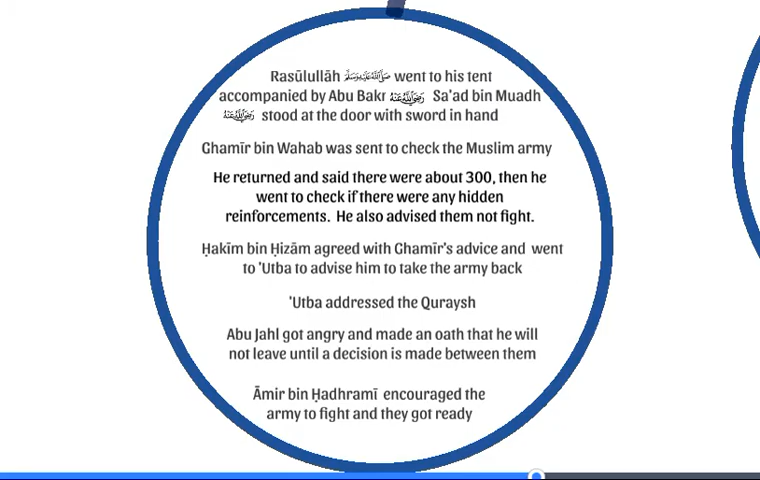 Rasūlullāh ﷺ went to his tent
accompanied by Abu Bakr رَضِيَ اللهُ عَنْهُ Sa'ad bin Muadh
رَضِيَ اللهُ عَنْهُ stood at the door with sword in hand
Ghamīr bin Wahab was sent to check the Muslim army
He returned and said there were about 300, then he
went to check if there were any hidden
reinforcements. He also advised them not fight.
Ḥakīm bin Ḥizām agreed with Ghamīr's advice and went
to 'Utba to advise him to take the army back
'Utba addressed the Quraysh
Abu Jahl got angry and made an oath that he will
not leave until a decision is made between them
Āmir bin Ḥadhramī encouraged the
army to fight and they got ready